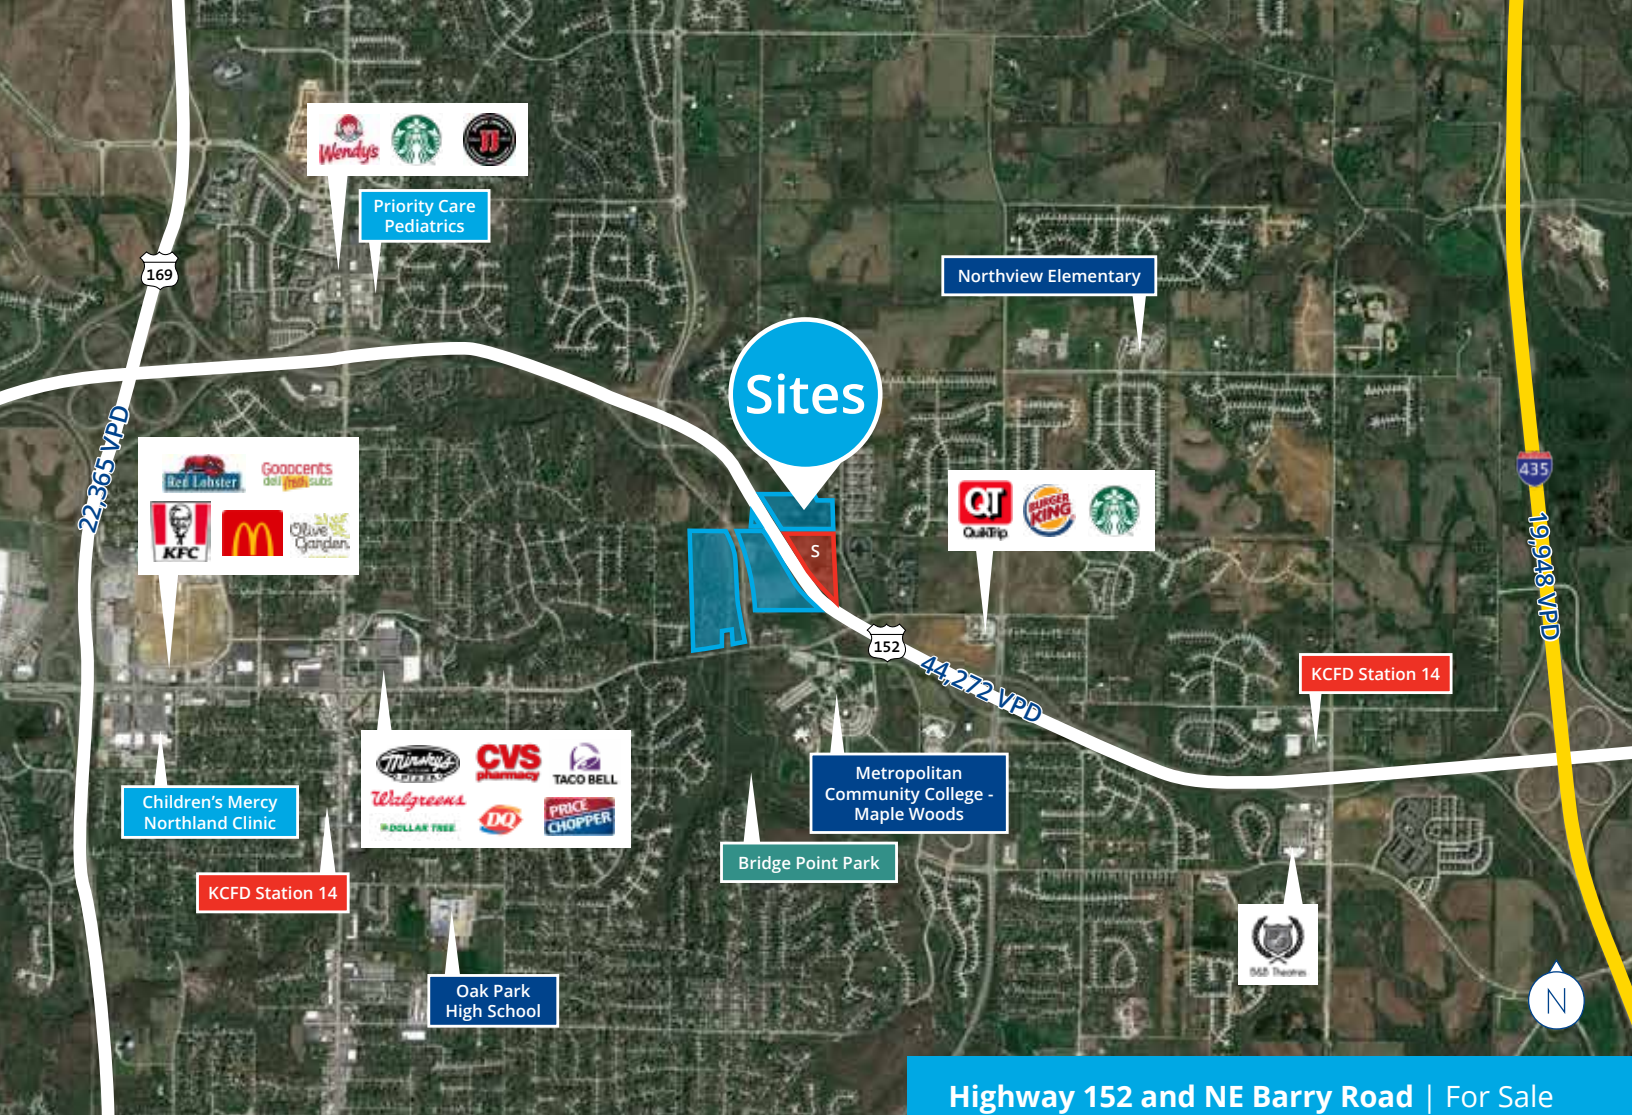 Wendy's
Priority Care
Pediatrics
169
Northview Elementary
Sites
22,365 VPD
Red Lobster
Goodcents
deli fresh subs
KFC
Olive
Garden
S
QT
QuikTrip
BURGER
KING
435
19,948 VPD
152
44,272 VPD
KCFD Station 14
Minsky's
PIZZA
CVS
pharmacy
TACO BELL
Walgreens
DOLLAR TREE
DQ
PRICE
CHOPPER
Children's Mercy
Northland Clinic
Metropolitan
Community College -
Maple Woods
Bridge Point Park
KCFD Station 14
B&B Theatres
Oak Park
High School
N
Highway 152 and NE Barry Road | For Sale